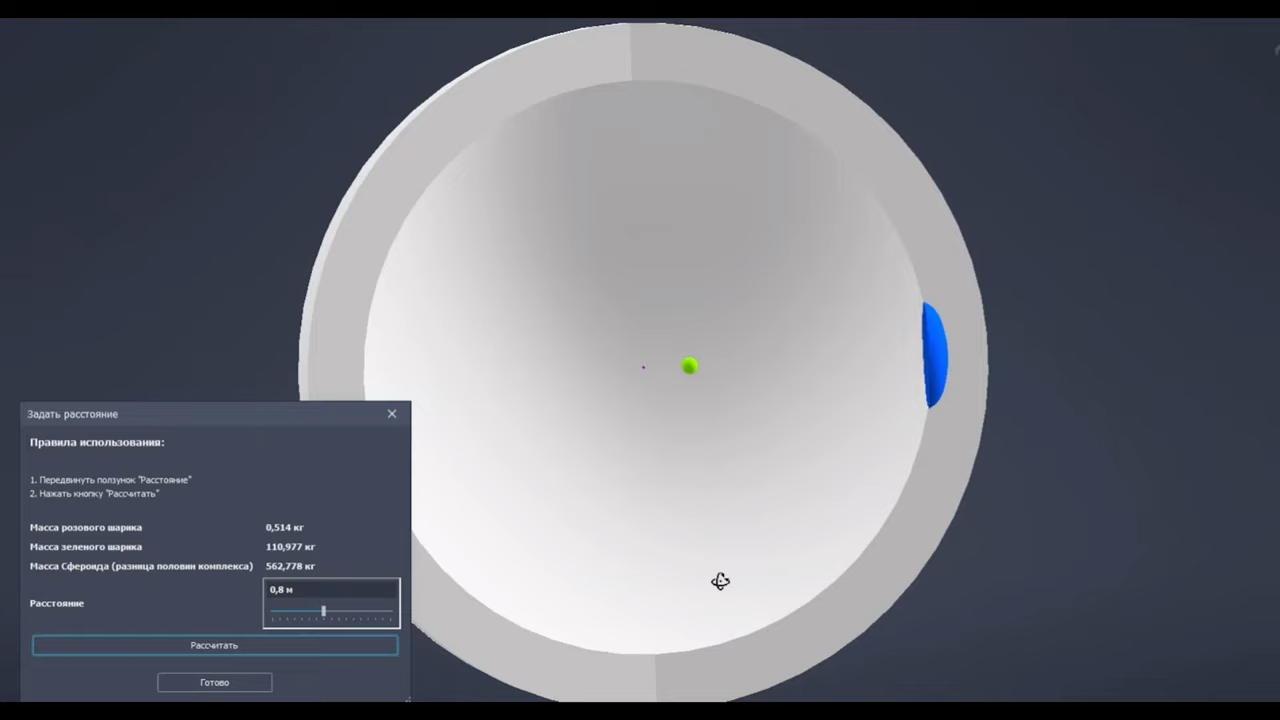 Задать расстояние
Правила использования:
1. Передвинуть ползунок "Расстояние"
2. Нажать кнопку "Рассчитать"
Масса розового шарика 0,514 кг
Масса зеленого шарика 110,977 кг
Масса Сфероида (разница половин комплекса) 562,778 кг
0,8 м
Расстояние
Рассчитать
Готово